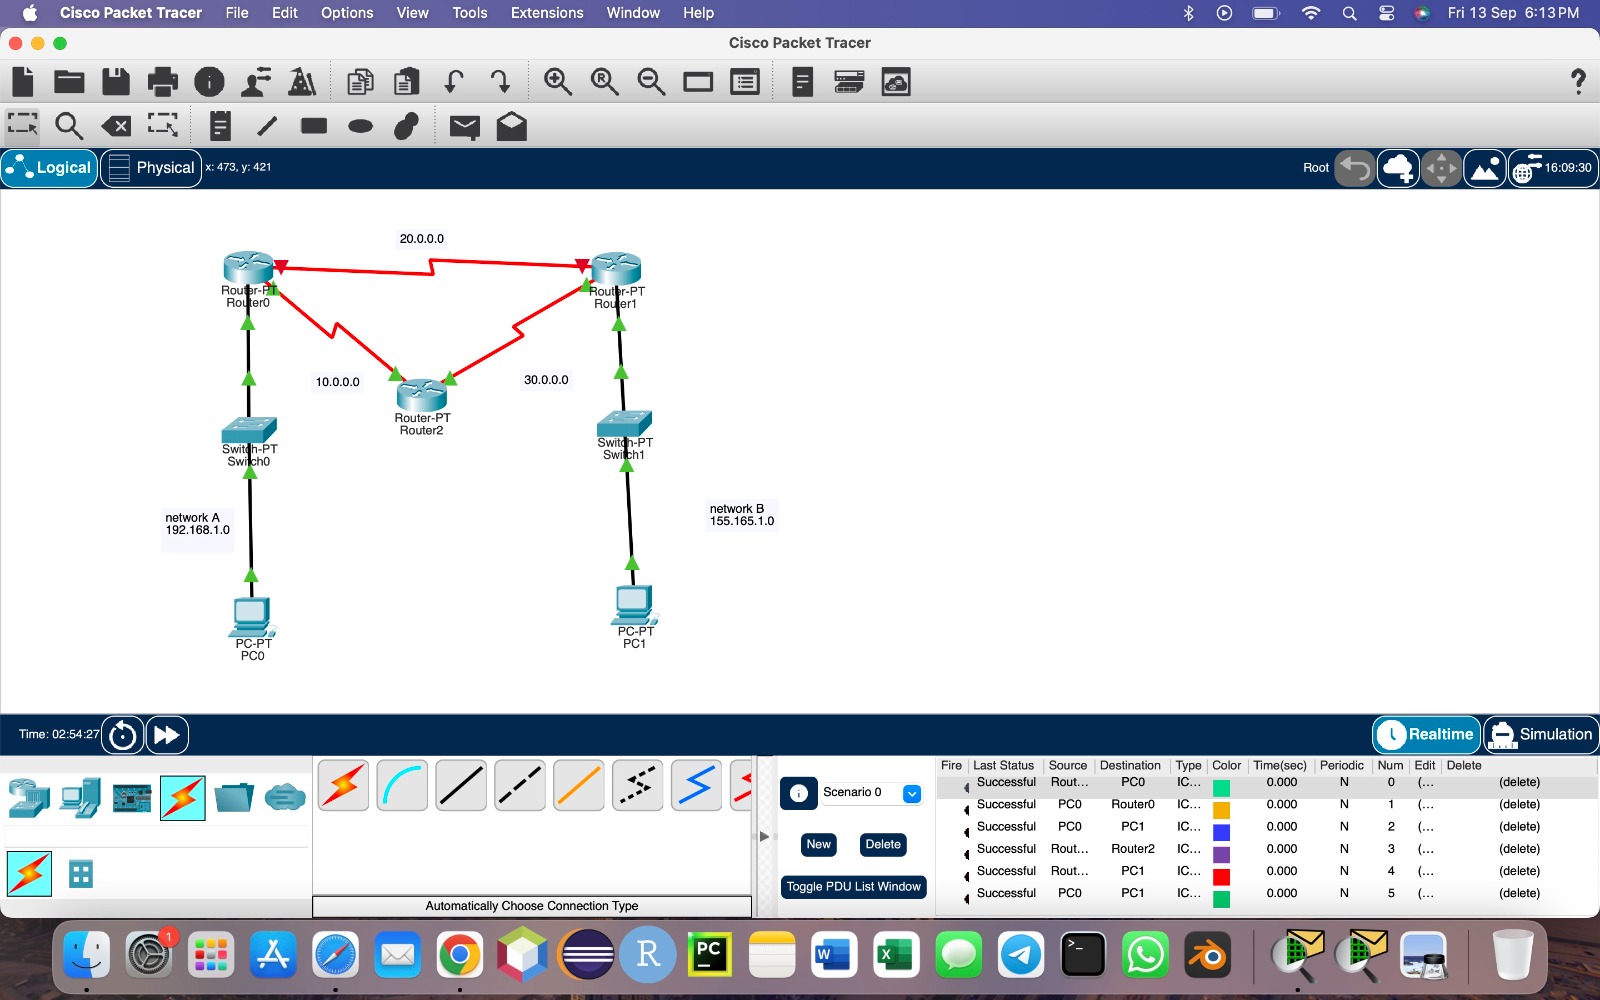 Cisco Packet Tracer File Edit Options View Tools Extensions Window Help Fri 13 Sep 6:13 PM
Cisco Packet Tracer
Logical Physical x: 473, y: 421 Root 16:09:30
20.0.0.0
Router-PT
Router0
Router-PT
Router1
10.0.0.0
30.0.0.0
Router-PT
Router2
Switch-PT
Switch0
Switch-PT
Switch1
network A
192.168.1.0
network B
155.165.1.0
PC-PT
PC0
PC-PT
PC1
Time: 02:54:27 Realtime Simulation
Scenario 0
New Delete
Toggle PDU List Window
Automatically Choose Connection Type
Fire Last Status Source Destination Type Color Time(sec) Periodic Num Edit Delete
Successful Rout... PC0 IC... 0.000 N 0 (... (delete)
Successful PC0 Router0 IC... 0.000 N 1 (... (delete)
Successful PC0 PC1 IC... 0.000 N 2 (... (delete)
Successful Rout... Router2 IC... 0.000 N 3 (... (delete)
Successful Rout... PC1 IC... 0.000 N 4 (... (delete)
Successful PC0 PC1 IC... 0.000 N 5 (... (delete)
1
R
PC
W
X
>_